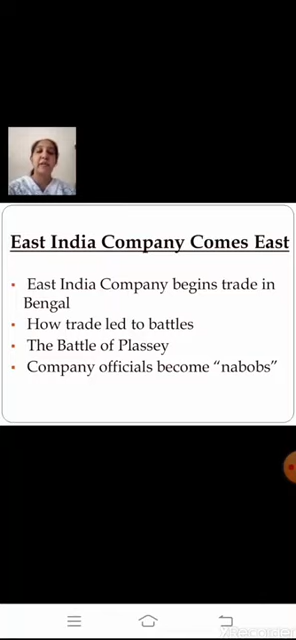 East India Company Comes East
• East India Company begins trade in
Bengal
• How trade led to battles
• The Battle of Plassey
• Company officials become “nabobs”
XRecorder